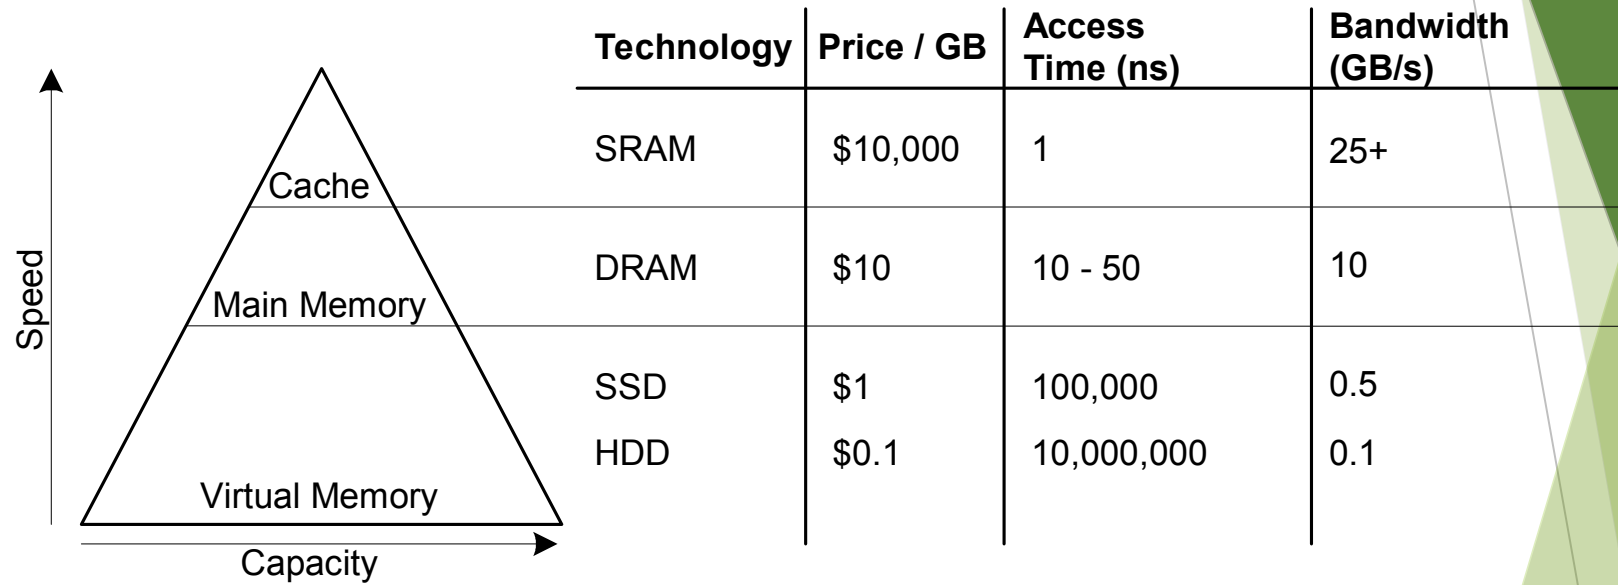 Technology Price / GB Access Time (ns) Bandwidth (GB/s)
SRAM $10,000 1 25+
Cache
DRAM $10 10 - 50 10
Main Memory
SSD $1 100,000 0.5
HDD $0.1 10,000,000 0.1
Virtual Memory
Speed
Capacity